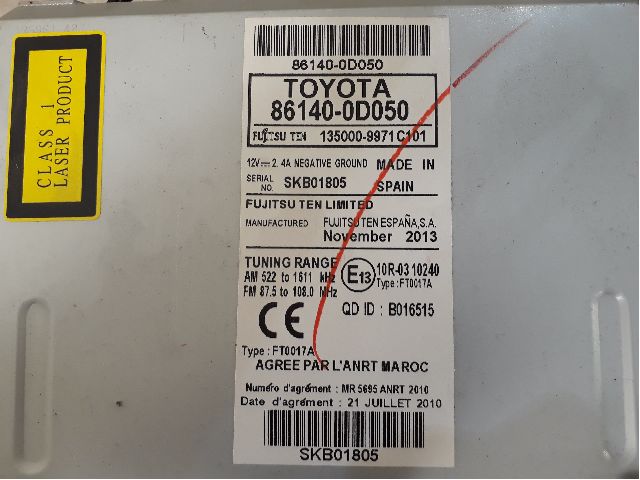 86140-0D050
TOYOTA
86140-0D050
FUJITSU TEN 135000-9971C101
12V⎓2.4A NEGATIVE GROUND MADE IN
SERIAL NO. SKB01805 SPAIN
FUJITSU TEN LIMITED
MANUFACTURED FUJITSU TEN ESPAÑA,S.A.
November 2013
TUNING RANGE
AM 522 to 1611 kHz
FM 87.5 to 108.0 MHz
E13 10R-03 10240
Type:FT0017A
QD ID : B016515
CE
Type:FT0017A
AGREE PAR L'ANRT MAROC
Numéro d'agrément : MR 5695 ANRT 2010
Date d'agrément : 21 JUILLET 2010
SKB01805
CLASS 1
LASER PRODUCT